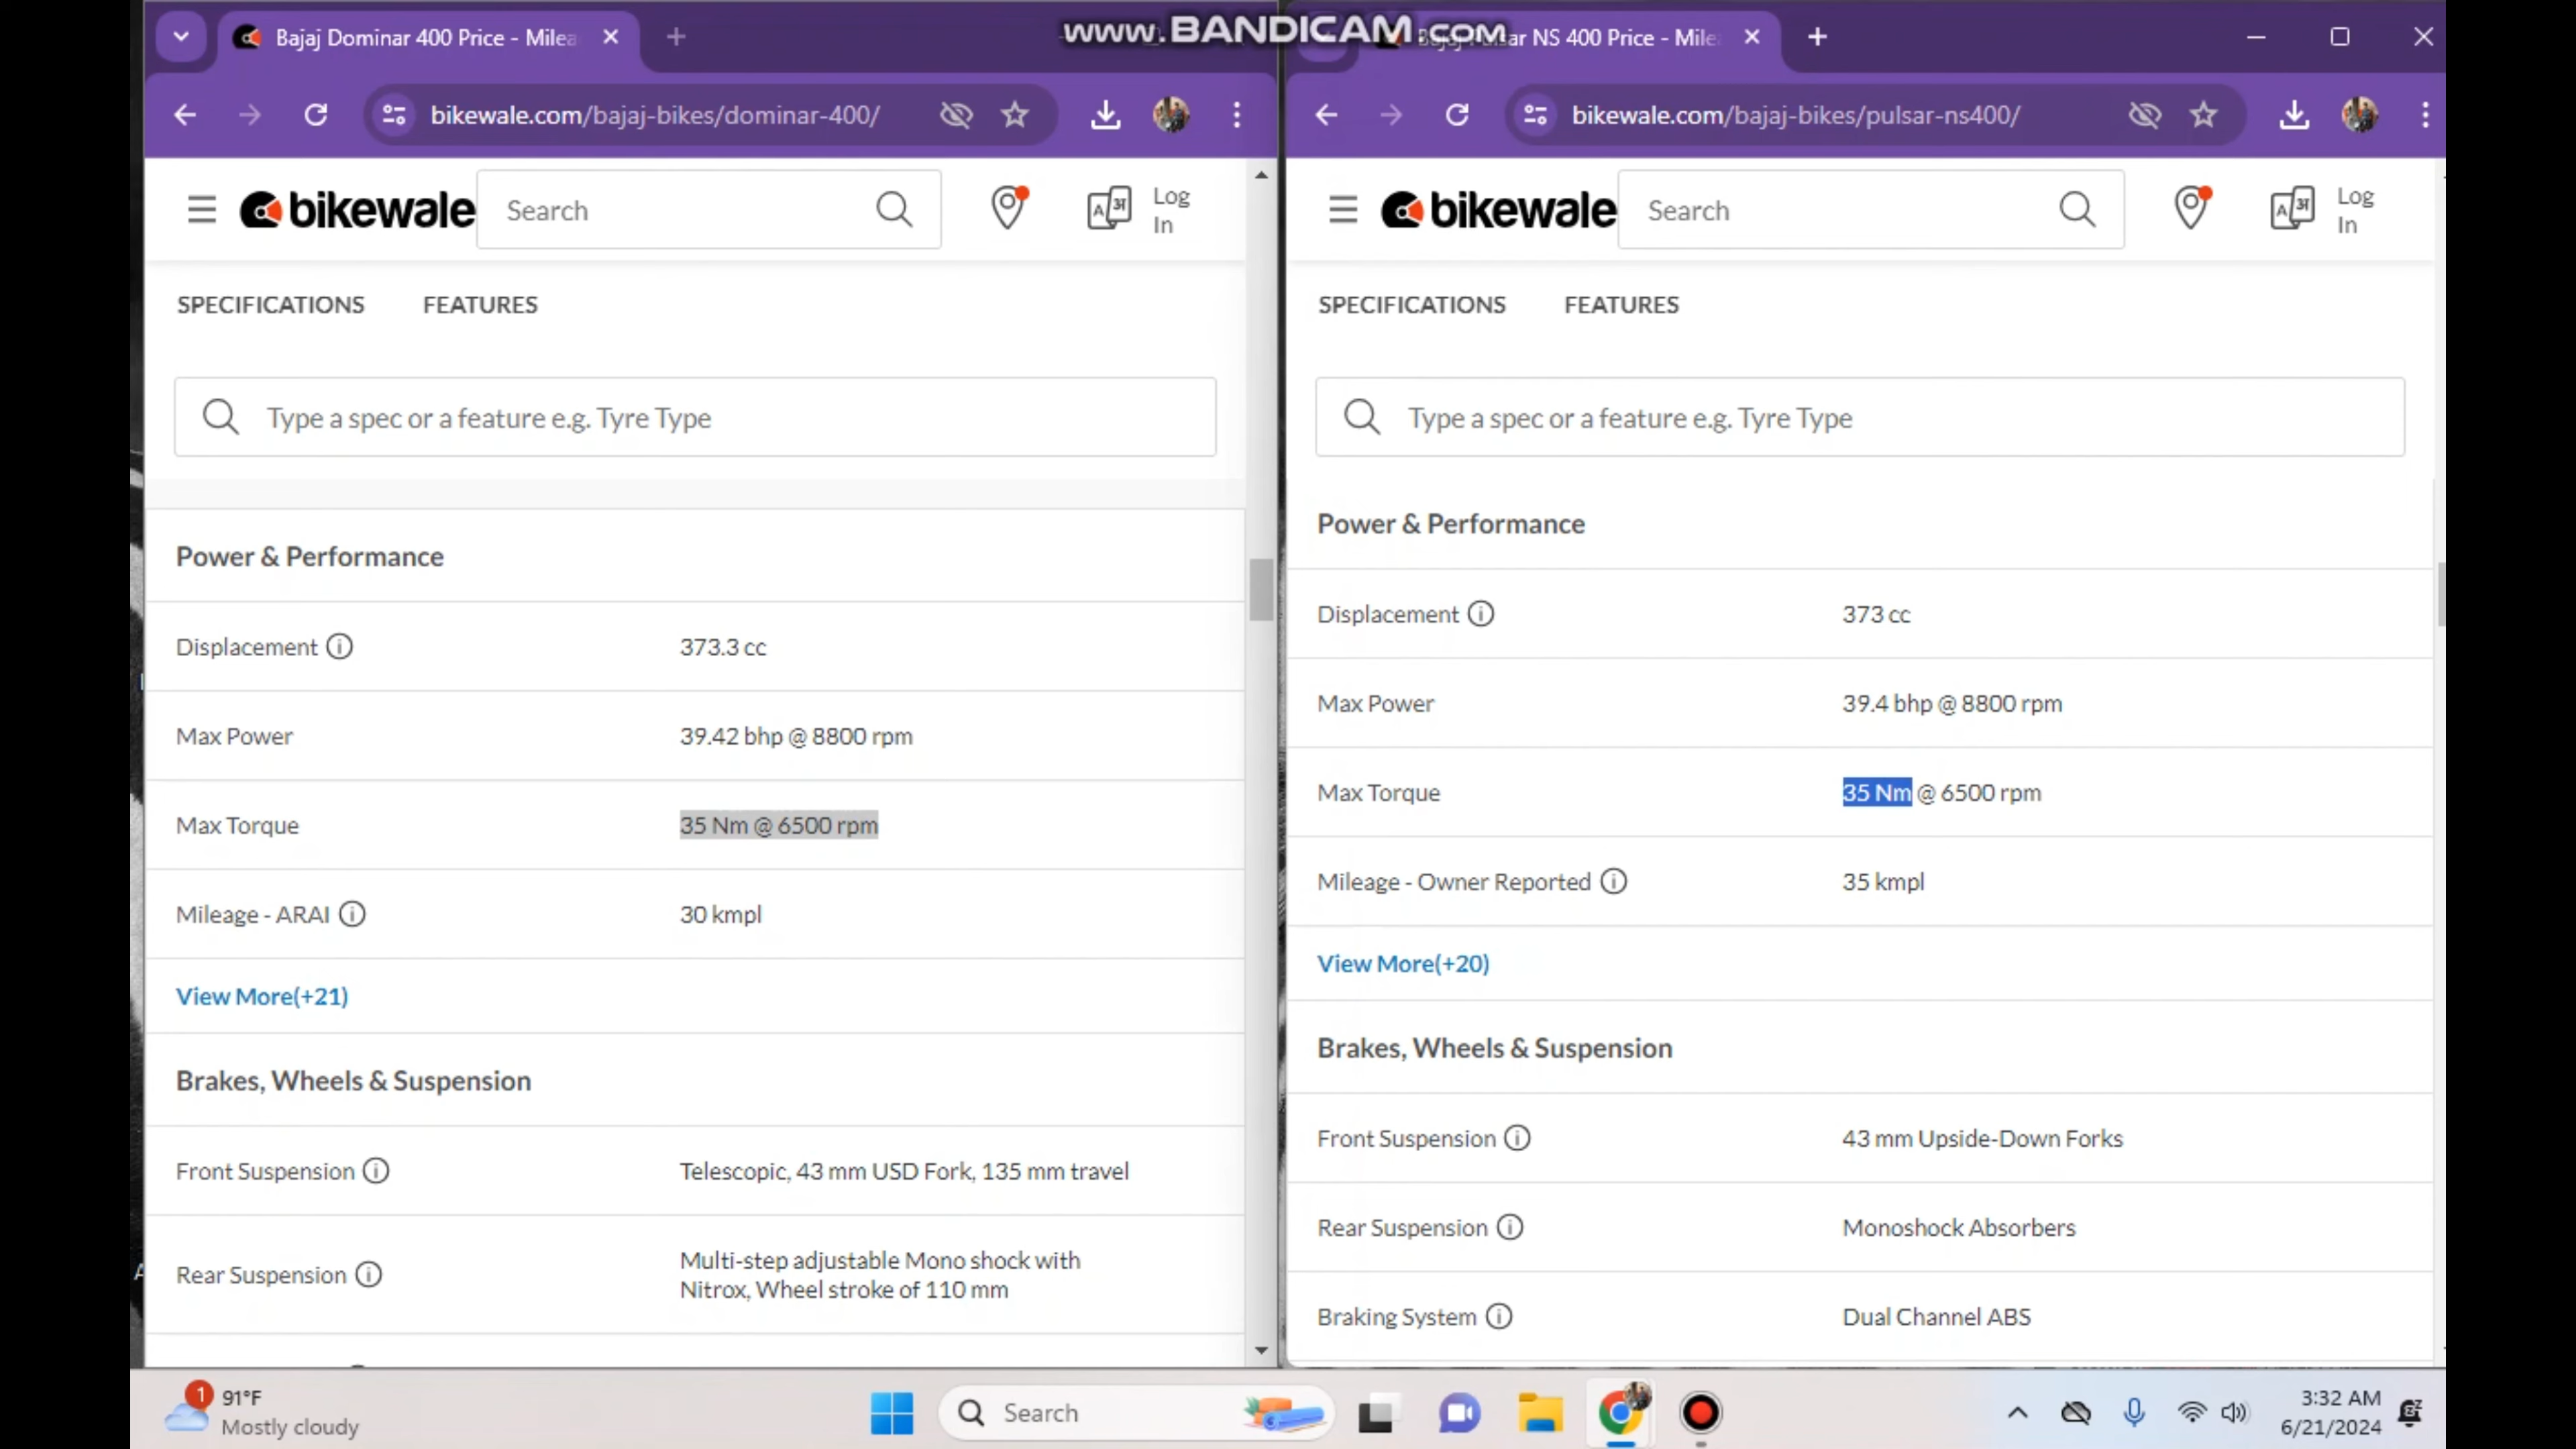 www.BANDICAM.com
Bajaj Dominar 400 Price - Milea
bikewale.com/bajaj-bikes/dominar-400/
bikewale
Search
Log In
SPECIFICATIONS
FEATURES
Type a spec or a feature e.g. Tyre Type
Power & Performance
Displacement
373.3 cc
Max Power
39.42 bhp @ 8800 rpm
Max Torque
35 Nm @ 6500 rpm
Mileage - ARAI
30 kmpl
View More(+21)
Brakes, Wheels & Suspension
Front Suspension
Telescopic, 43 mm USD Fork, 135 mm travel
Rear Suspension
Multi-step adjustable Mono shock with
Nitrox, Wheel stroke of 110 mm
Bajaj Pulsar NS 400 Price - Mile
bikewale.com/bajaj-bikes/pulsar-ns400/
bikewale
Search
Log In
SPECIFICATIONS
FEATURES
Type a spec or a feature e.g. Tyre Type
Power & Performance
Displacement
373 cc
Max Power
39.4 bhp @ 8800 rpm
Max Torque
35 Nm @ 6500 rpm
Mileage - Owner Reported
35 kmpl
View More(+20)
Brakes, Wheels & Suspension
Front Suspension
43 mm Upside-Down Forks
Rear Suspension
Monoshock Absorbers
Braking System
Dual Channel ABS
1
91°F
Mostly cloudy
Search
3:32 AM
6/21/2024